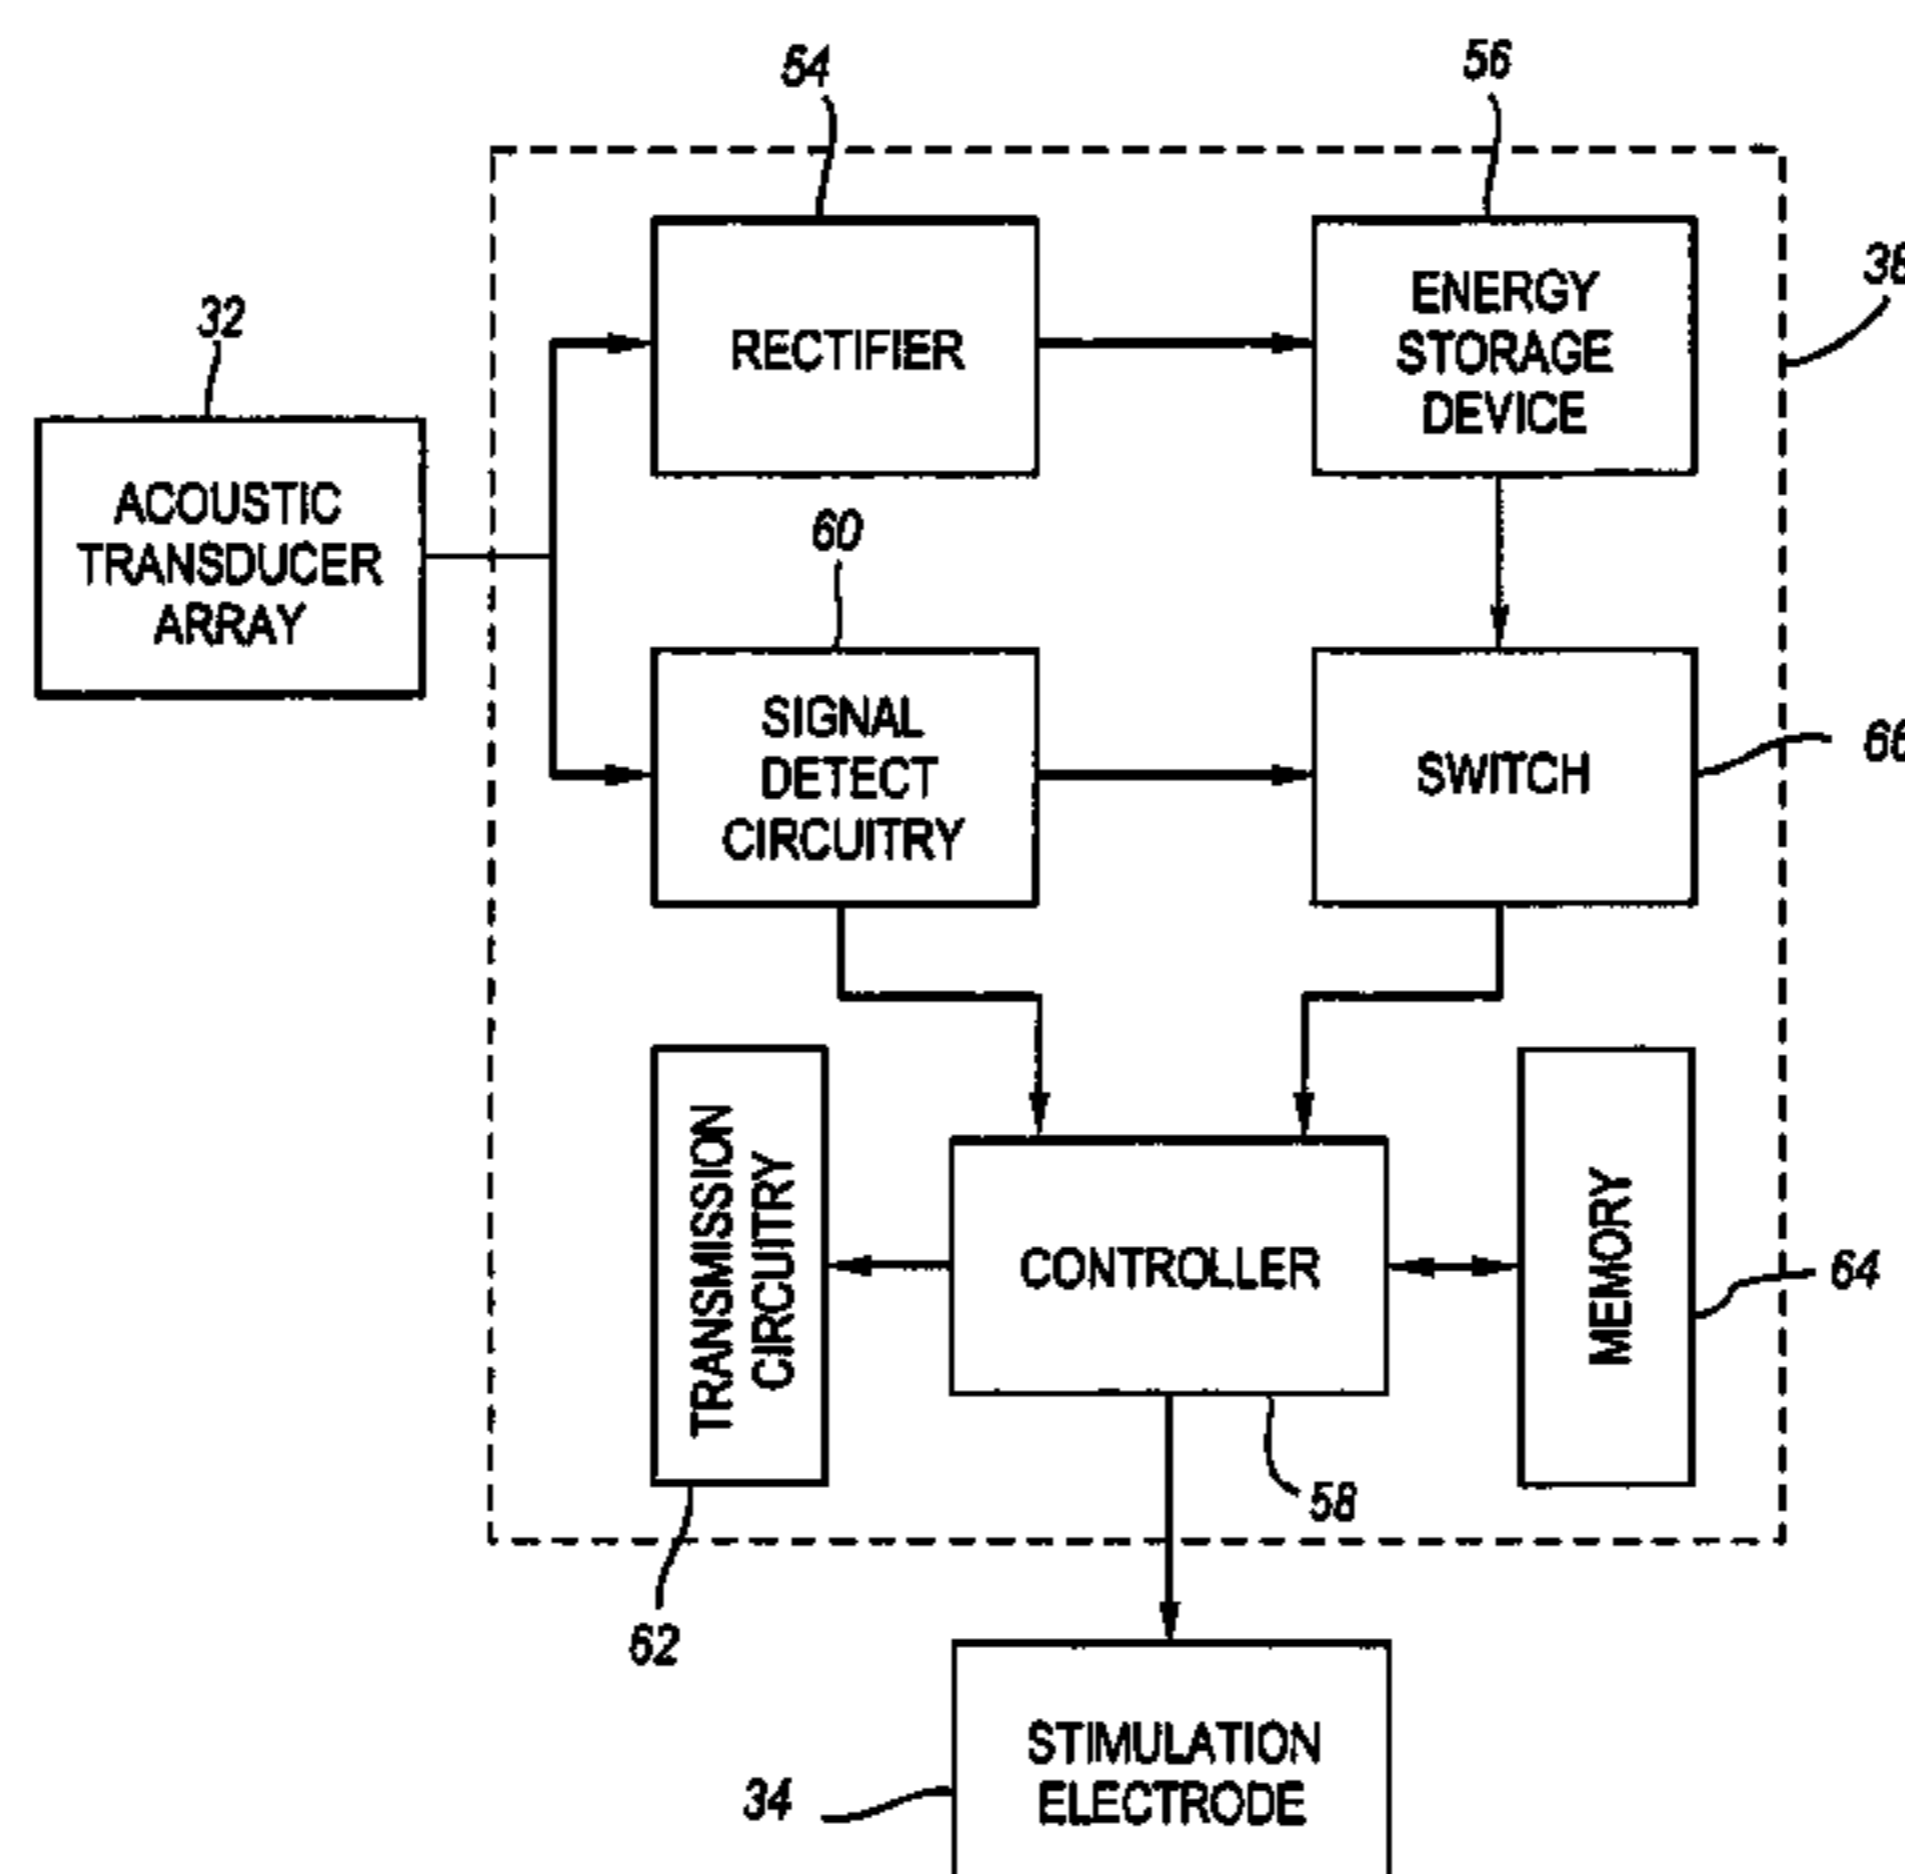 54
56
38
32
RECTIFIER
ENERGY
STORAGE
DEVICE
ACOUSTIC
TRANSDUCER
ARRAY
60
SIGNAL
DETECT
CIRCUITRY
SWITCH
66
TRANSMISSION
CIRCUITRY
CONTROLLER
MEMORY
64
58
62
STIMULATION
ELECTRODE
34